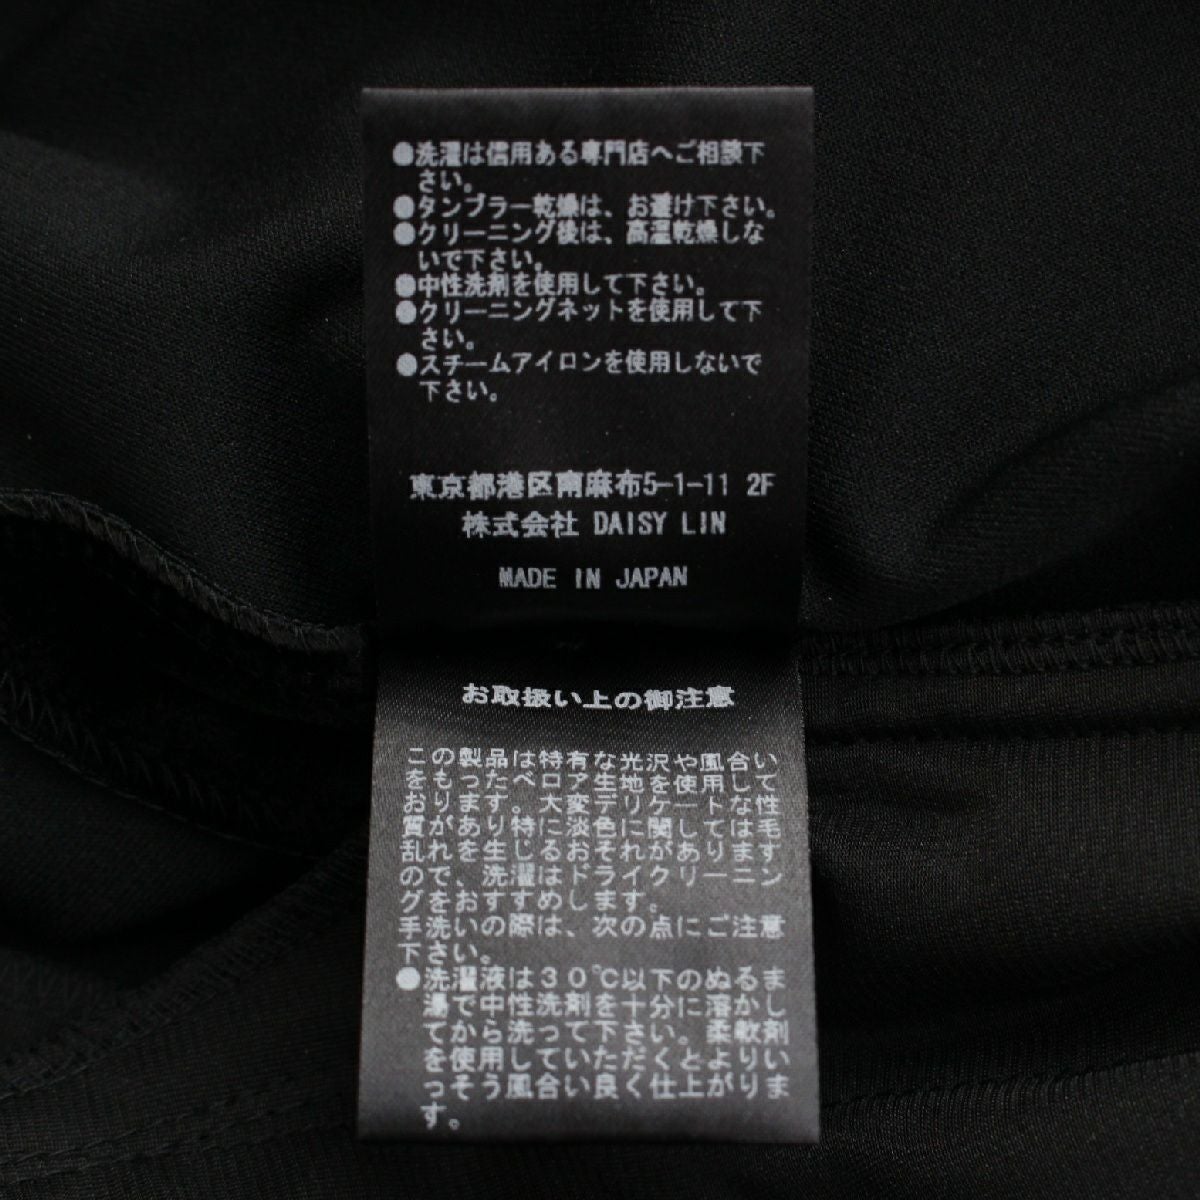 ●洗濯は信用ある専門店へご相談下
さい。
●タンブラー乾燥は、お避け下さい。
●クリーニング後は、高温乾燥しな
いで下さい。
●中性洗剤を使用して下さい。
●クリーニングネットを使用して下
さい。
●スチームアイロンを使用しないで
下さい。
東京都港区南麻布5-1-11 2F
株式会社 DAISY LIN
MADE IN JAPAN
お取扱い上の御注意
この製品は特有な光沢や風合い
をもったベロア生地を使用して
おります。大変デリケートな性
質があり特に淡色に関しては毛
乱れを生じるおそれがあります
ので、洗濯はドライクリーニン
グをおすすめします。
手洗いの際は、次の点にご注意
下さい。
●洗濯液は30℃以下のぬるま
湯で中性洗剤を十分に溶かし
てから洗って下さい。柔軟剤
を使用していただくとよりい
っそう風合い良く仕上がりま
す。